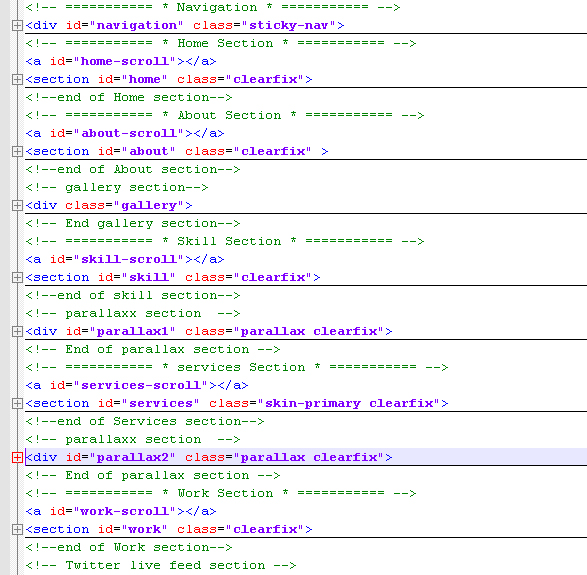 <!-- =========== * Navigation * =========== -->
<div id="navigation" class="sticky-nav">
<!-- =========== * Home Section * =========== -->
<a id="home-scroll"></a>
<section id="home" class="clearfix">
<!--end of Home section-->
<!-- =========== * About Section * =========== -->
<a id="about-scroll"></a>
<section id="about" class="clearfix" >
<!--end of About section-->
<!-- gallery section-->
<div class="gallery">
<!-- End gallery section-->
<!-- =========== * Skill Section * =========== -->
<a id="skill-scroll"></a>
<section id="skill" class="clearfix">
<!--end of skill section-->
<!-- parallaxx section  -->
<div id="parallax1" class="parallax clearfix">
<!-- End of parallax section -->
<!-- =========== * services Section * =========== -->
<a id="services-scroll"></a>
<section id="services" class="skin-primary clearfix">
<!--end of Services section-->
<!-- parallaxx section  -->
<div id="parallax2" class="parallax clearfix">
<!-- End of parallax section -->
<!-- =========== * Work Section * =========== -->
<a id="work-scroll"></a>
<section id="work" class="clearfix">
<!--end of Work section-->
<!-- Twitter live feed section -->